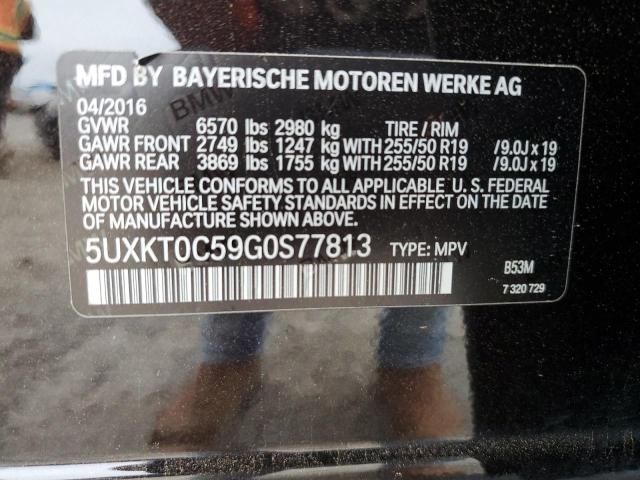 MFD BY BAYERISCHE MOTOREN WERKE AG
04/2016
GVWR 6570 lbs 2980 kg TIRE / RIM
GAWR FRONT 2749 lbs 1247 kg WITH 255/50 R19 /9.0J x 19
GAWR REAR 3869 lbs 1755 kg WITH 255/50 R19 /9.0J x 19
THIS VEHICLE CONFORMS TO ALL APPLICABLE U. S. FEDERAL
MOTOR VEHICLE SAFETY STANDARDS IN EFFECT ON THE DATE
OF MANUFACTURE SHOWN ABOVE.
5UXKT0C59G0S77813 TYPE: MPV
B53M
7 320 729